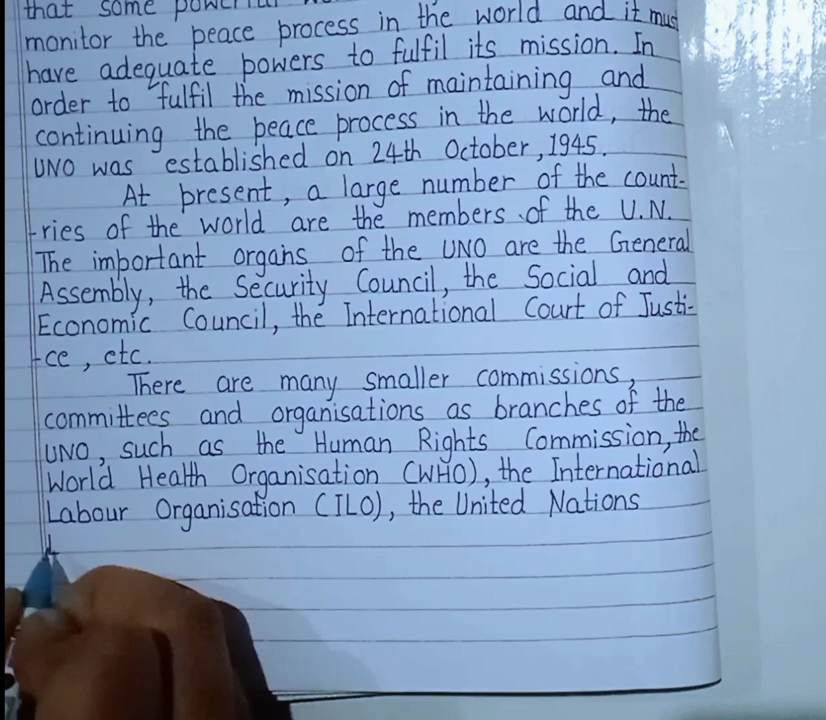 that some
monitor the peace process in the world and it must
have adequate powers to fulfil its mission. In
order to fulfil the mission of maintaining and
continuing the peace process in the world, the
UNO was established on 24th October, 1945.
At present, a large number of the count-
-ries of the world are the members of the U.N.
The important organs of the UNO are the General
Assembly, the Security Council, the Social and
Economic Council, the International Court of Justi-
-ce, etc.
There are many smaller commissions,
committees and organisations as branches of the
UNO, such as the Human Rights Commission, the
World Health Organisation (WHO), the International
Labour Organisation (ILO), the United Nations